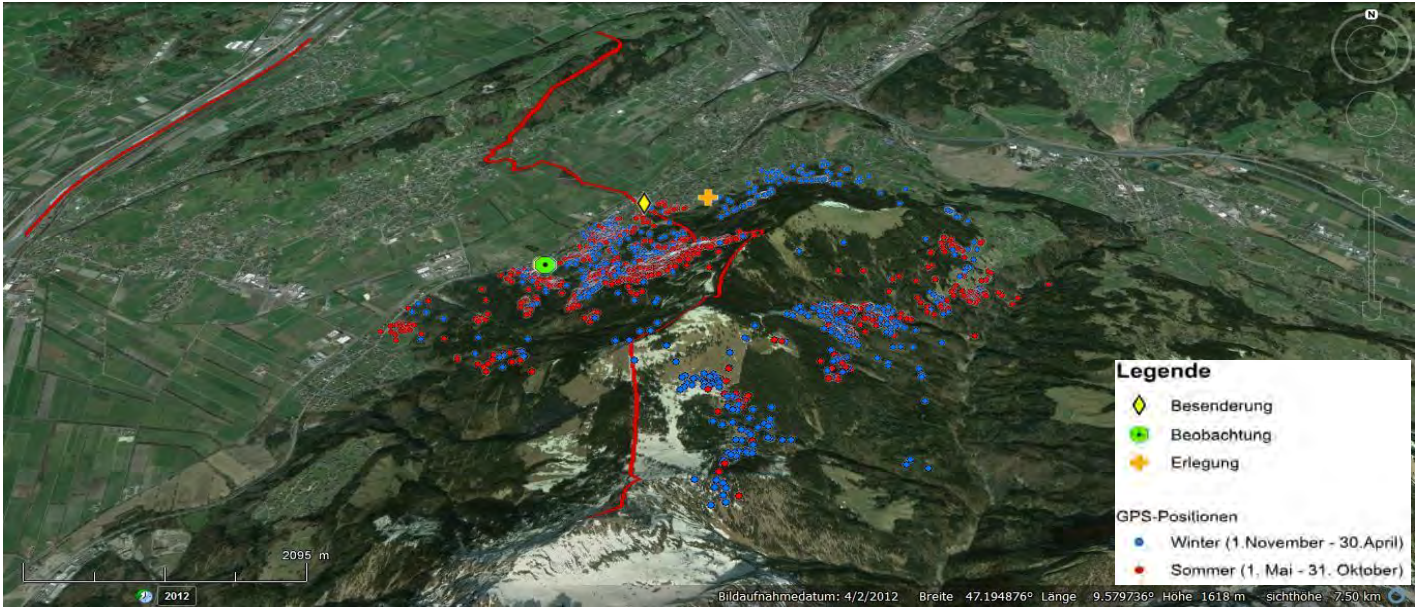 N
Legende
Besenderung
Beobachtung
Erlegung
GPS-Positionen
Winter (1.November - 30.April)
Sommer (1. Mai - 31. Oktober)
2095 m
2012
Bildaufnahmedatum: 4/2/2012 Breite 47.194876° Länge 9.579736° Höhe 1618 m sichthöhe 7.50 km